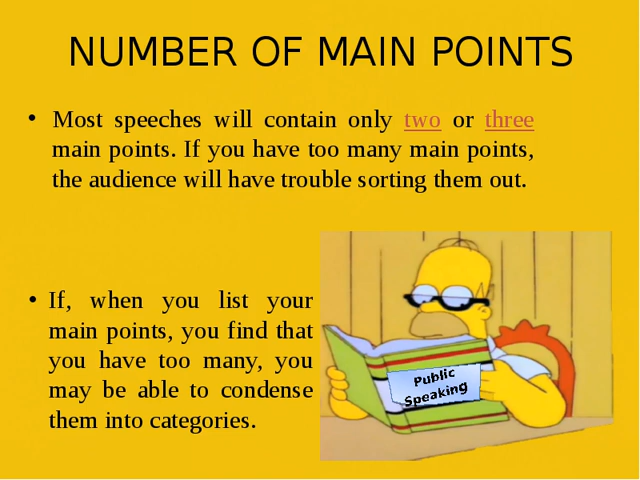 NUMBER OF MAIN POINTS
• Most speeches will contain only two or three
main points. If you have too many main points,
the audience will have trouble sorting them out.
• If, when you list your
main points, you find that
you have too many, you
may be able to condense
them into categories.
Public
Speaking